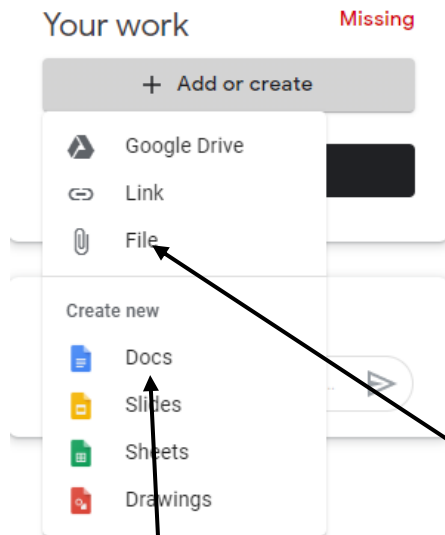 Your work Missing
+ Add or create
Google Drive
Link
File
Create new
Docs
Slides
Sheets
Drawings